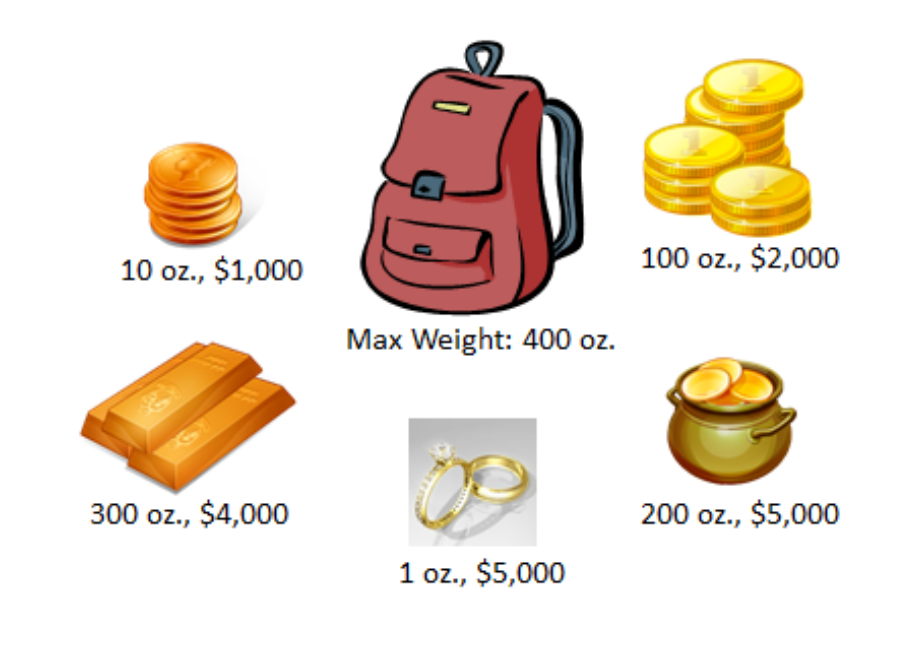 10 oz., $1,000
100 oz., $2,000
Max Weight: 400 oz.
300 oz., $4,000
200 oz., $5,000
1 oz., $5,000